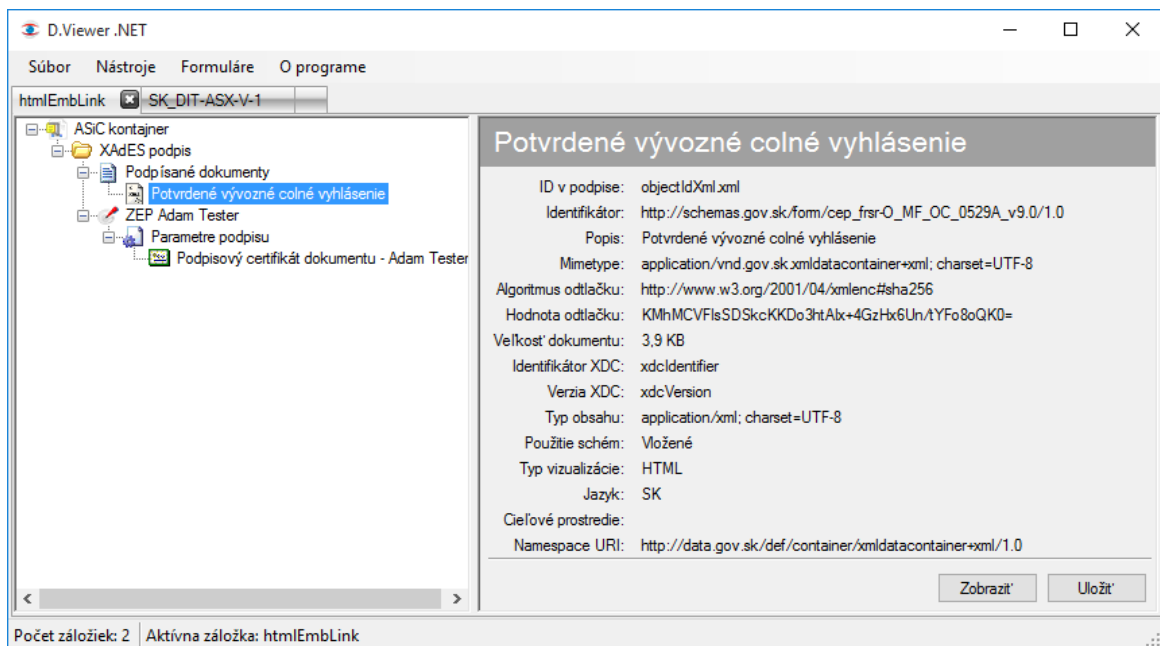 D.Viewer .NET
Súbor Nástroje Formuláre O programe
htmlEmbLink SK_DIT-ASX-V-1
ASiC kontajner
XAdES podpis
Podpísané dokumenty
Potvrdené vývozné colné vyhlásenie
ZEP Adam Tester
Parametre podpisu
Podpisový certifikát dokumentu - Adam Tester
Potvrdené vývozné colné vyhlásenie
ID v podpise: objectIdXml.xml
Identifikátor: http://schemas.gov.sk/form/cep_frsr-O_MF_OC_0529A_v9.0/1.0
Popis: Potvrdené vývozné colné vyhlásenie
Mimetype: application/vnd.gov.sk.xmldatacontainer+xml; charset=UTF-8
Algoritmus odtlačku: http://www.w3.org/2001/04/xmlenc#sha256
Hodnota odtlačku: KMhMCVFIsSDSkcKKDo3htAlx+4GzHx6Un/tYFo8oQK0=
Veľkosť dokumentu: 3,9 KB
Identifikátor XDC: xdcIdentifier
Verzia XDC: xdcVersion
Typ obsahu: application/xml; charset=UTF-8
Použitie schém: Vložené
Typ vizualizácie: HTML
Jazyk: SK
Cieľové prostredie:
Namespace URI: http://data.gov.sk/def/container/xmldatacontainer+xml/1.0
Zobraziť Uložiť
Počet záložiek: 2 Aktívna záložka: htmlEmbLink